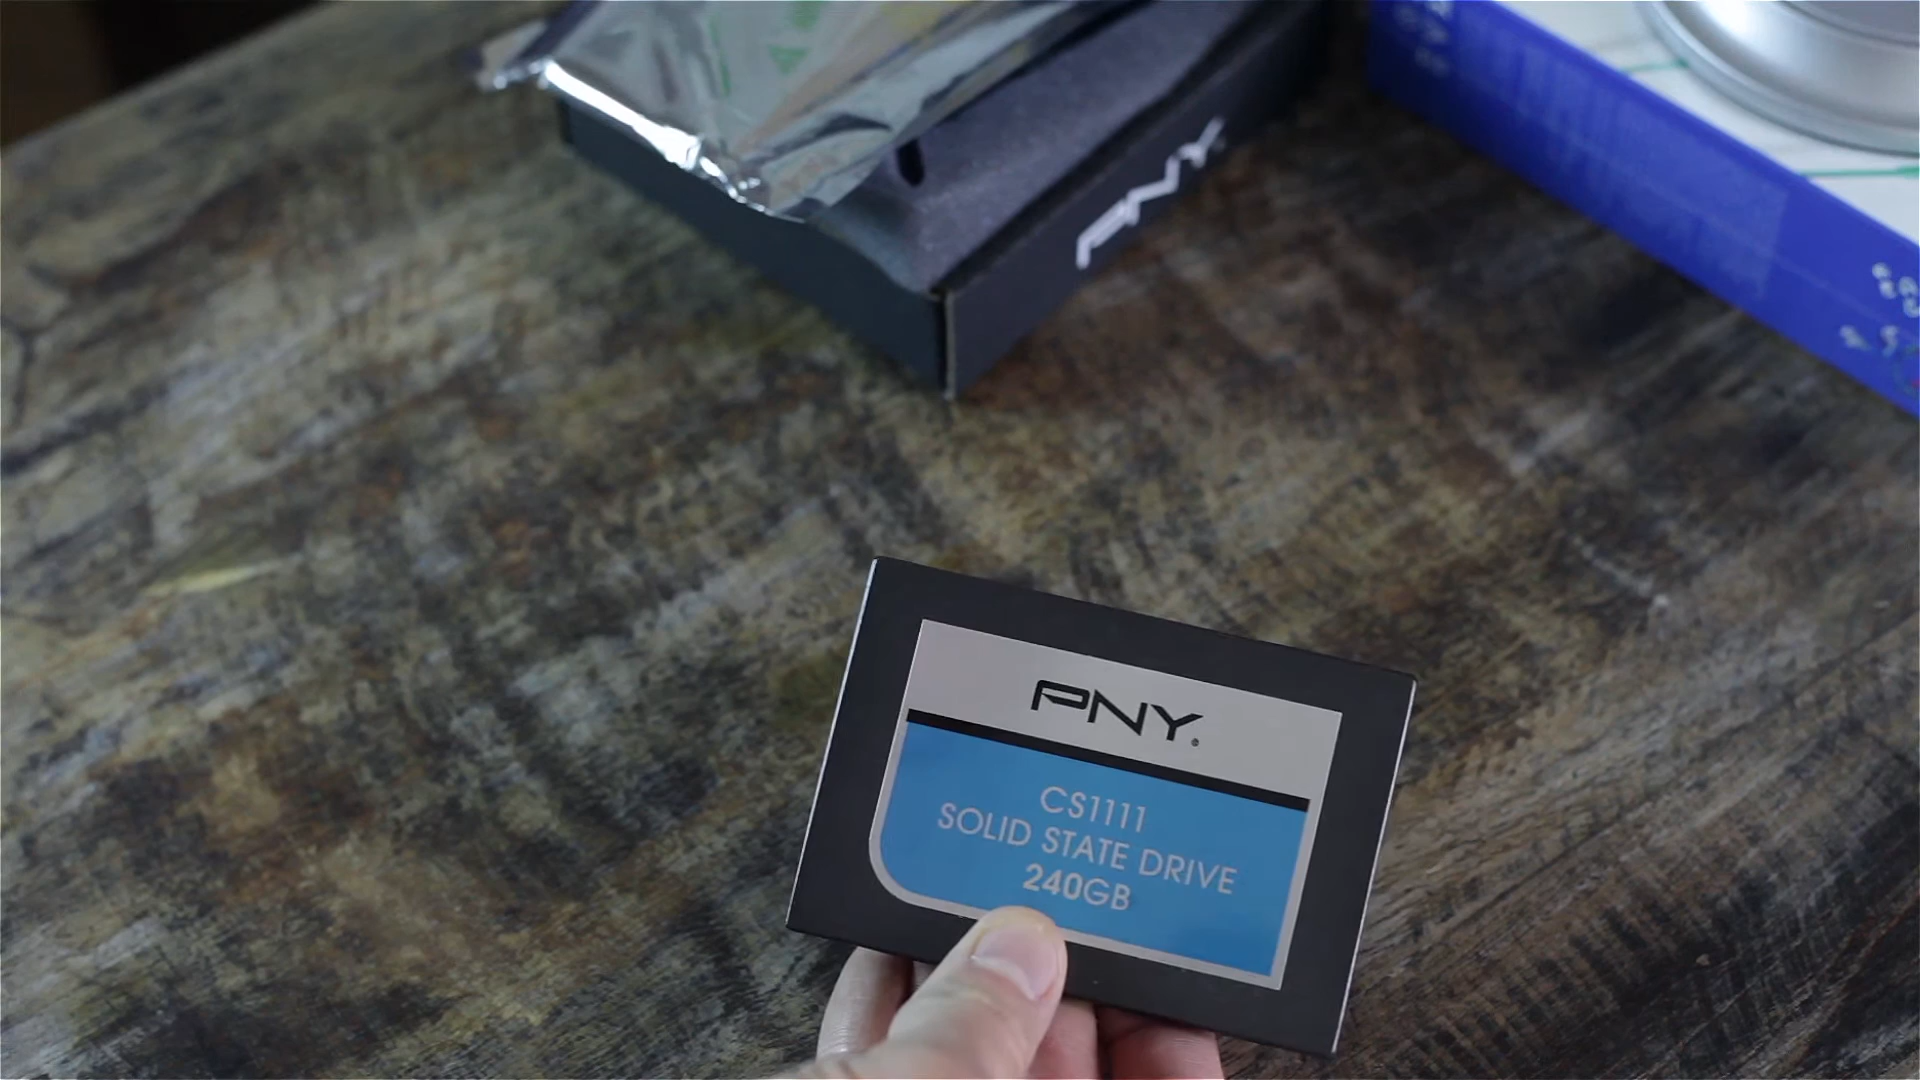 PNY
PNY
CS1111
SOLID STATE DRIVE
240GB